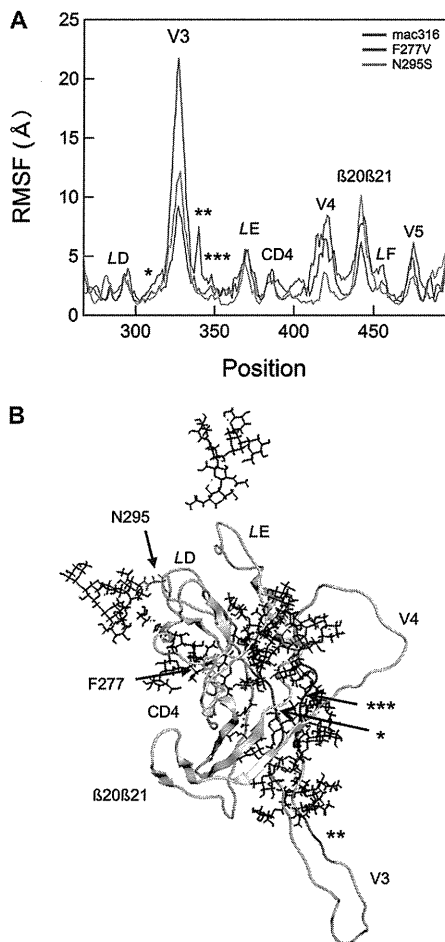 A
V3
mac316
F277V
N295S
25
20
15
10
5
0
RMSF (Å)
LD
*
**
***
LE
CD4
V4
ß20ß21
LF
V5
300
350
400
450
Position
B
N295
LD
LE
V4
F277
CD4
***
*
ß20ß21
**
V3